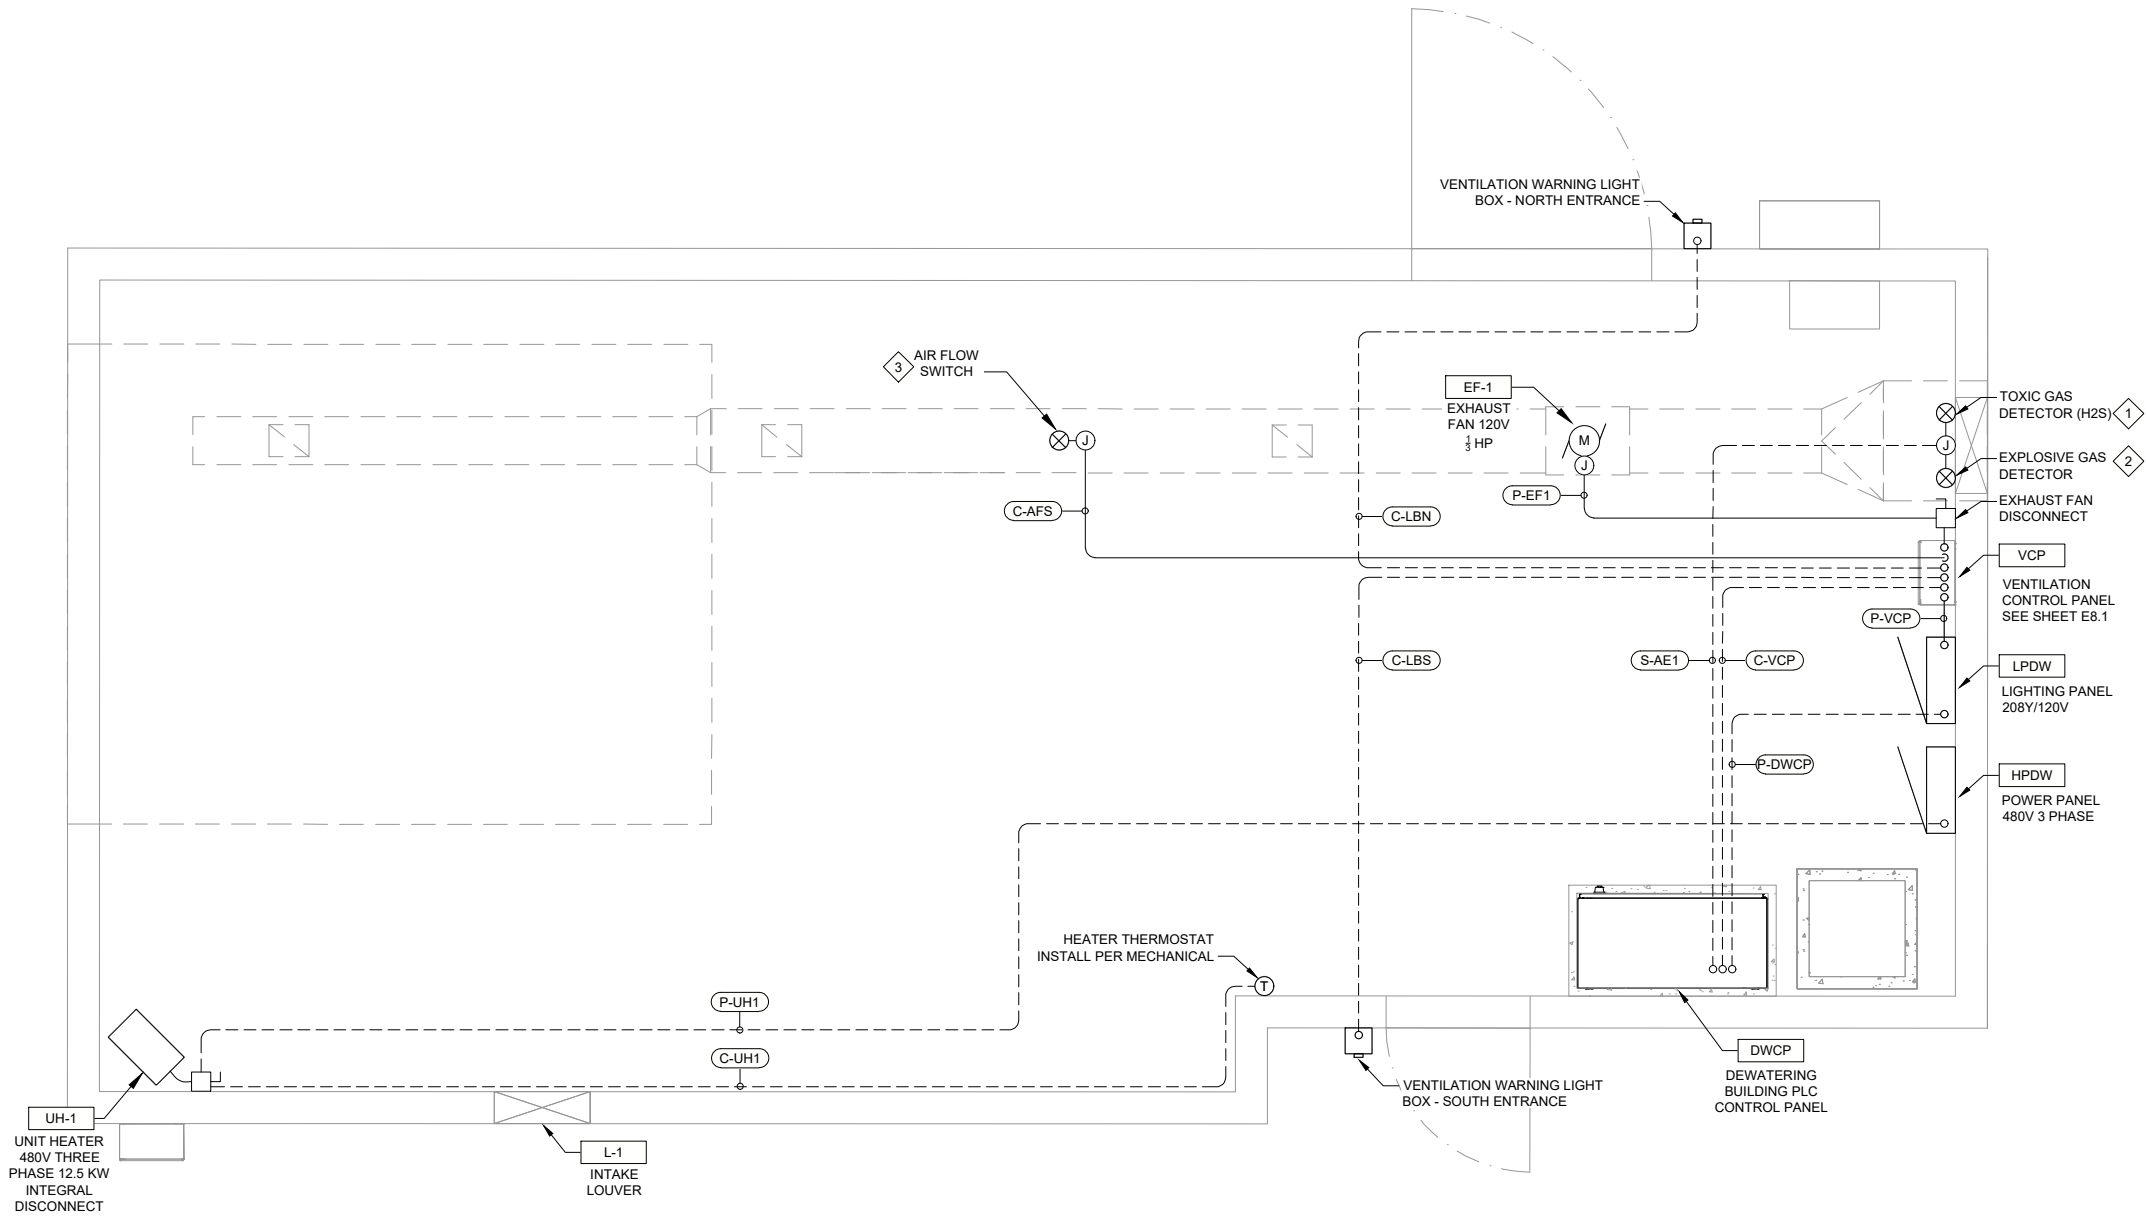 VENTILATION WARNING LIGHT
BOX - NORTH ENTRANCE
3
AIR FLOW
SWITCH
J
EF-1
EXHAUST
FAN 120V
1/3 HP
M
J
TOXIC GAS
DETECTOR (H2S)
1
J
EXPLOSIVE GAS
DETECTOR
2
EXHAUST FAN
DISCONNECT
P-EF1
C-AFS
C-LBN
VCP
VENTILATION
CONTROL PANEL
SEE SHEET E8.1
P-VCP
C-LBS
S-AE1
C-VCP
LPDW
LIGHTING PANEL
208Y/120V
P-DWCP
HPDW
POWER PANEL
480V 3 PHASE
HEATER THERMOSTAT
INSTALL PER MECHANICAL
T
P-UH1
C-UH1
DWCP
DEWATERING
BUILDING PLC
CONTROL PANEL
VENTILATION WARNING LIGHT
BOX - SOUTH ENTRANCE
UH-1
UNIT HEATER
480V THREE
PHASE 12.5 KW
INTEGRAL
DISCONNECT
L-1
INTAKE
LOUVER